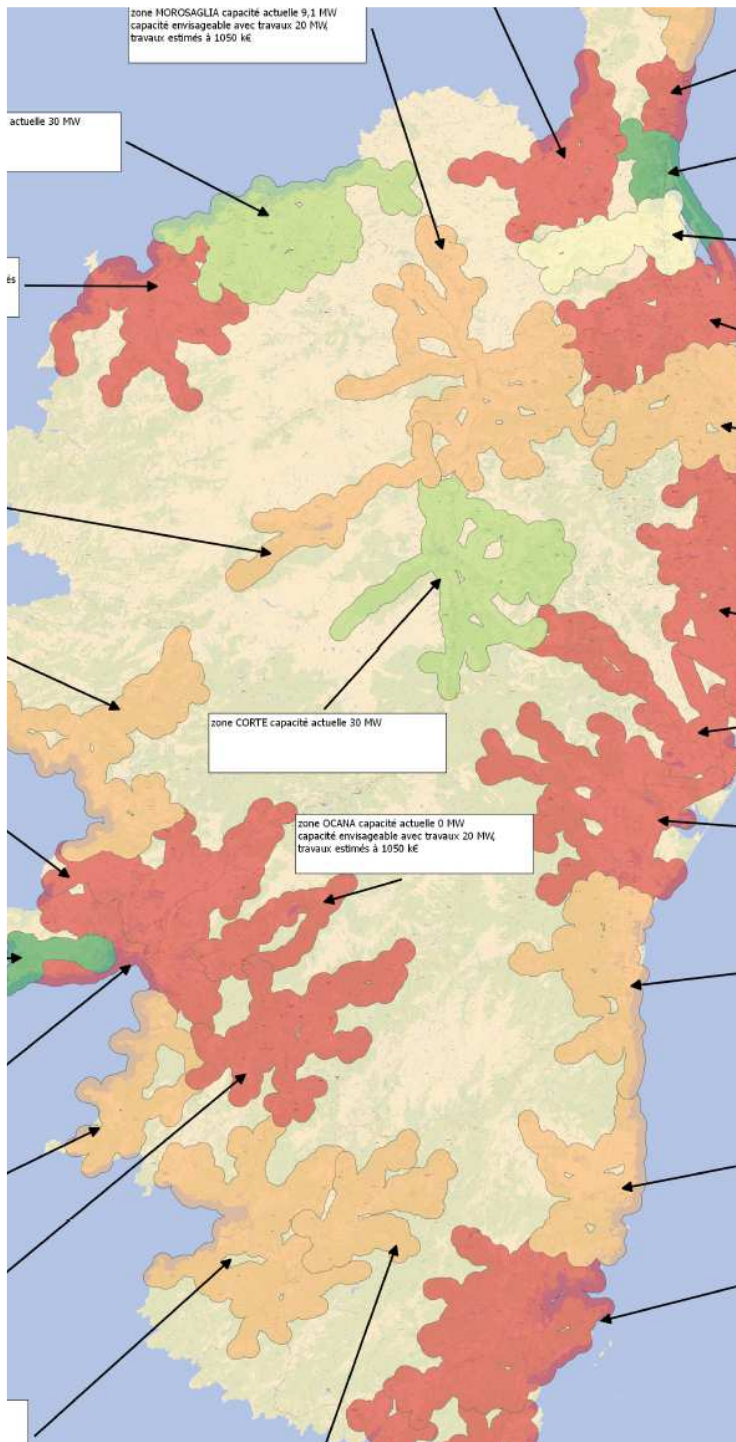 zone MOROSAGLIA capacité actuelle 9,1 MW
capacité envisageable avec travaux 20 MW,
travaux estimés à 1050 k€
actuelle 30 MW
és
zone CORTE capacité actuelle 30 MW
zone OCANA capacité actuelle 0 MW
capacité envisageable avec travaux 20 MW,
travaux estimés à 1050 k€